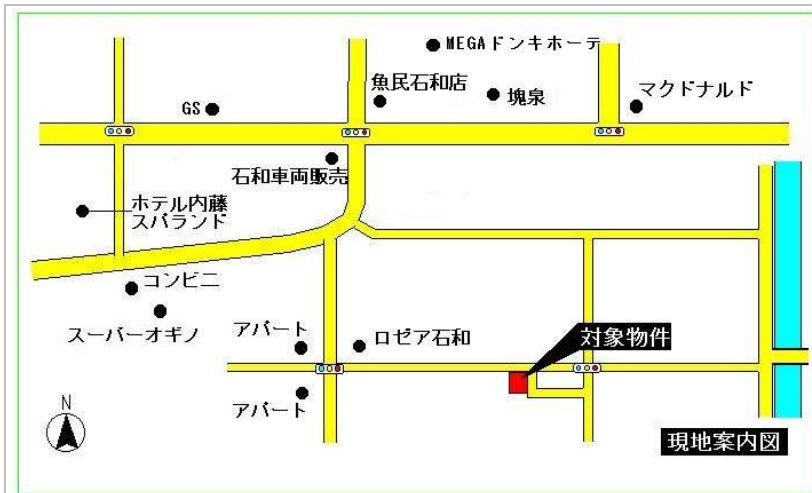 MEGAドンキホーテ
魚民石和店
塊泉
マクドナルド
GS
石和車両販売
ホテル内藤
スパランド
コンビニ
スーパーオギノ
アパート
ロゼア石和
対象物件
アパート
N
現地案内図